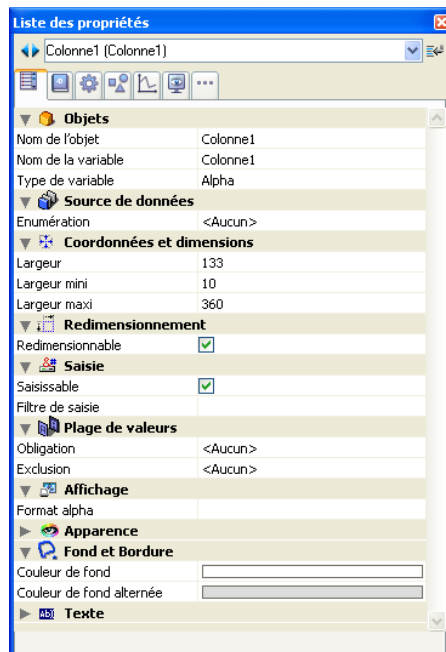 Liste des propriétés
Colonne1 (Colonne1)
Objets
Nom de l'objet Colonne1
Nom de la variable Colonne1
Type de variable Alpha
Source de données
Enumération <Aucun>
Coordonnées et dimensions
Largeur 133
Largeur mini 10
Largeur maxi 360
Redimensionnement
Redimensionnable
Saisie
Saisissable
Filtre de saisie
Plage de valeurs
Obligation <Aucun>
Exclusion <Aucun>
Affichage
Format alpha
Apparence
Fond et Bordure
Couleur de fond
Couleur de fond alternée
Texte